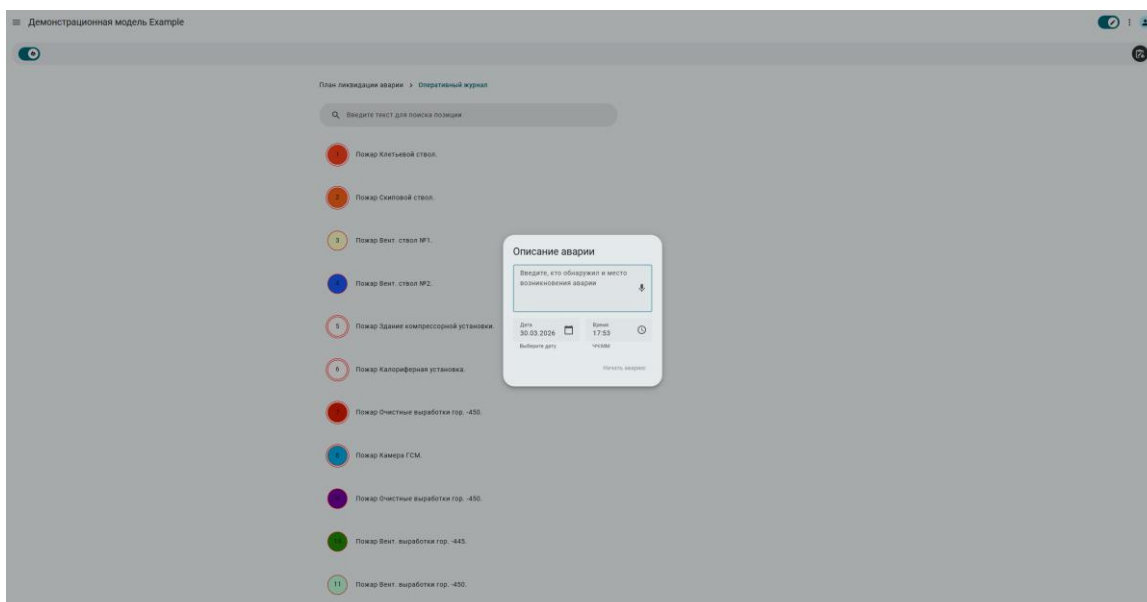 Демонстрационная модель Example
План ликвидации аварии > Оперативный журнал
Введите текст для поиска позиции
1 Пожар Клетьевой ствол.
2 Пожар Скиповой ствол.
3 Пожар Вент. ствол №1.
4 Пожар Вент. ствол №2.
5 Пожар Здание компрессорной установки.
6 Пожар Калориферная установка.
Пожар Очистные выработки гор. -450.
Пожар Камера ГСМ.
Пожар Очистные выработки гор. -450.
10 Пожар Вент. выработки гор. -445.
11 Пожар Вент. выработки гор. -450.
Описание аварии
Введите, кто обнаружил и место
возникновения аварии
Дата
30.03.2026
Выберите дату
Время
17:53
ЧЧ:ММ
Начать аварию